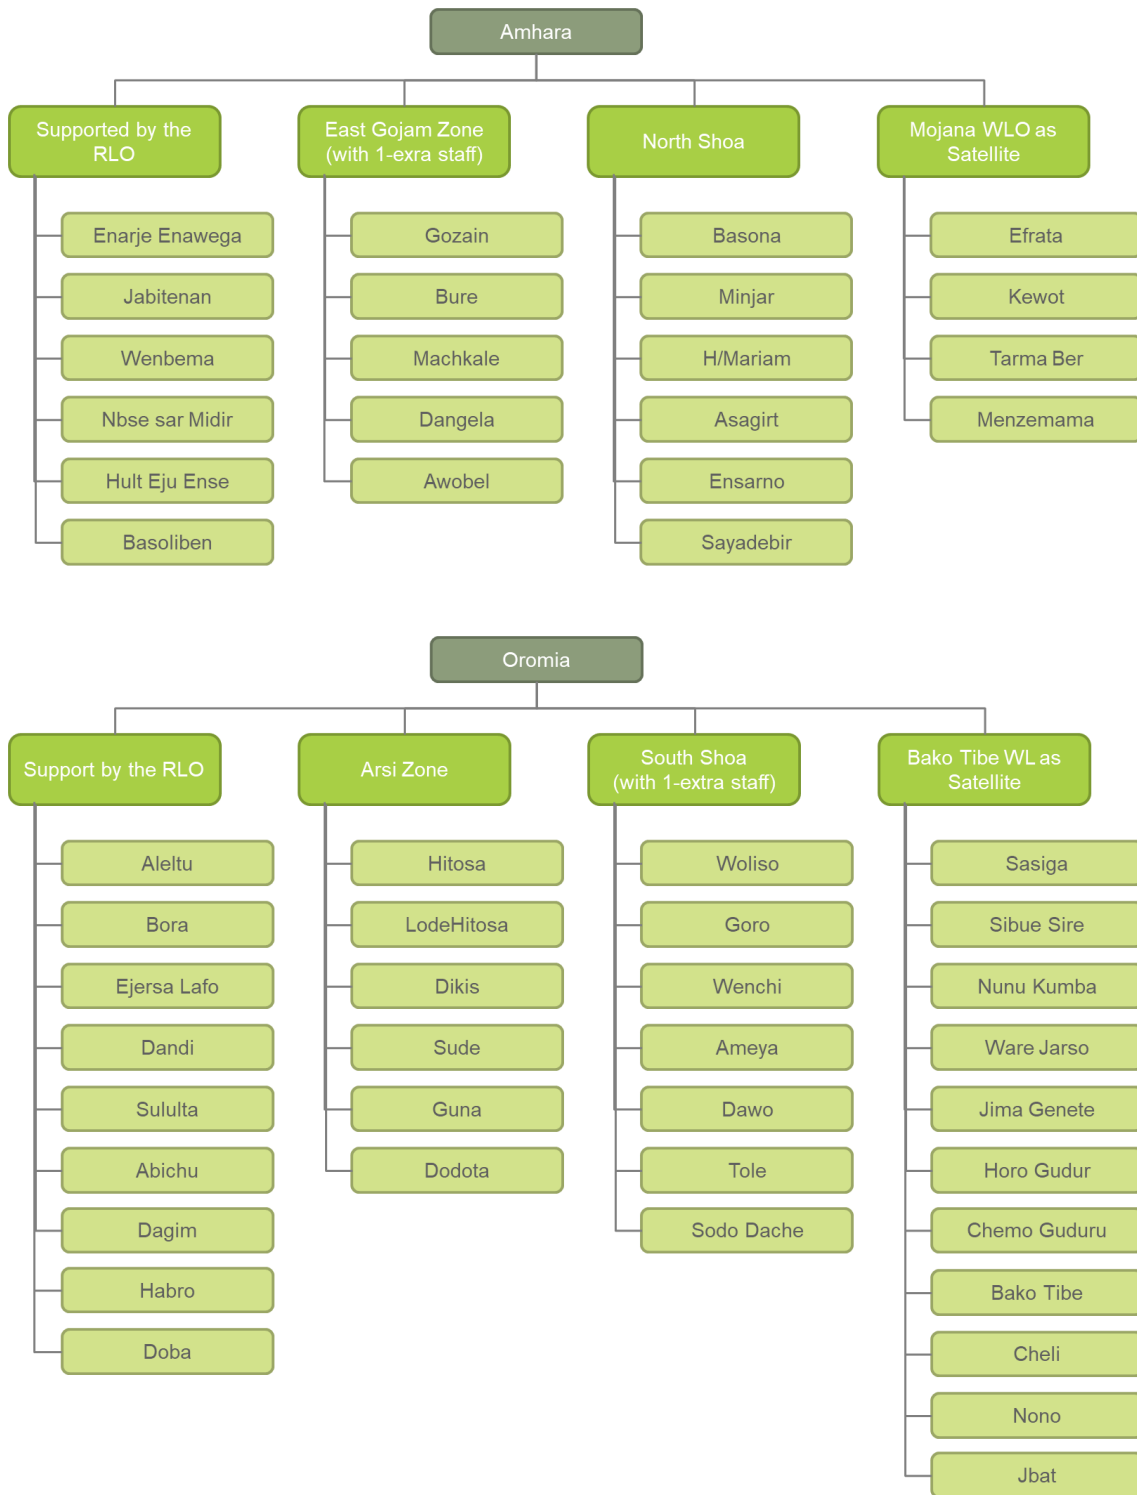 Amhara
Supported by the
RLO
Enarje Enawega
Jabitenan
Wenbema
Nbse sar Midir
Hult Eju Ense
Basoliben
East Gojam Zone
(with 1-exra staff)
Gozain
Bure
Machkale
Dangela
Awobel
North Shoa
Basona
Minjar
H/Mariam
Asagirt
Ensarno
Sayadebir
Mojana WLO as
Satellite
Efrata
Kewot
Tarma Ber
Menzemama
Oromia
Support by the RLO
Aleltu
Bora
Ejersa Lafo
Dandi
Sululta
Abichu
Dagim
Habro
Doba
Arsi Zone
Hitosa
LodeHitosa
Dikis
Sude
Guna
Dodota
South Shoa
(with 1-extra staff)
Woliso
Goro
Wenchi
Ameya
Dawo
Tole
Sodo Dache
Bako Tibe WL as
Satellite
Sasiga
Sibue Sire
Nunu Kumba
Ware Jarso
Jima Genete
Horo Gudur
Chemo Guduru
Bako Tibe
Cheli
Nono
Jbat